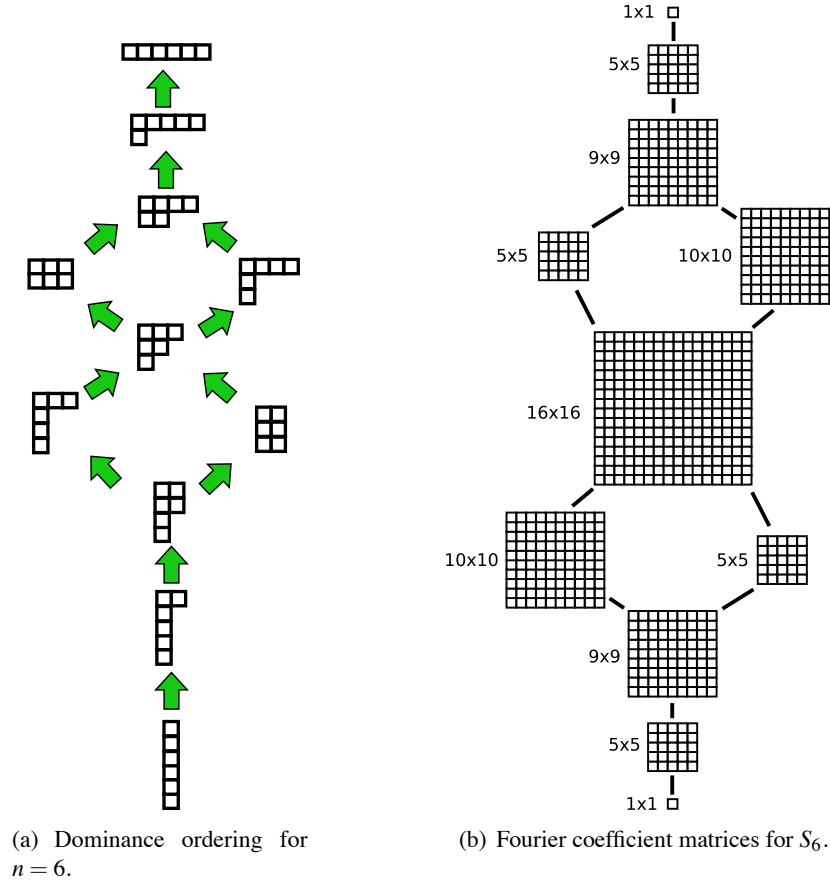 1x1
5x5
9x9
5x5
10x10
16x16
10x10
5x5
9x9
5x5
1x1
(a) Dominance ordering for
n = 6.
(b) Fourier coefficient matrices for S₆.